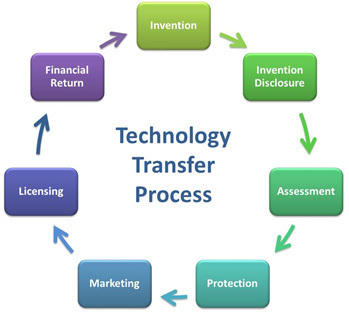 Invention
Invention
Disclosure
Assessment
Protection
Marketing
Licensing
Financial
Return
Technology
Transfer
Process